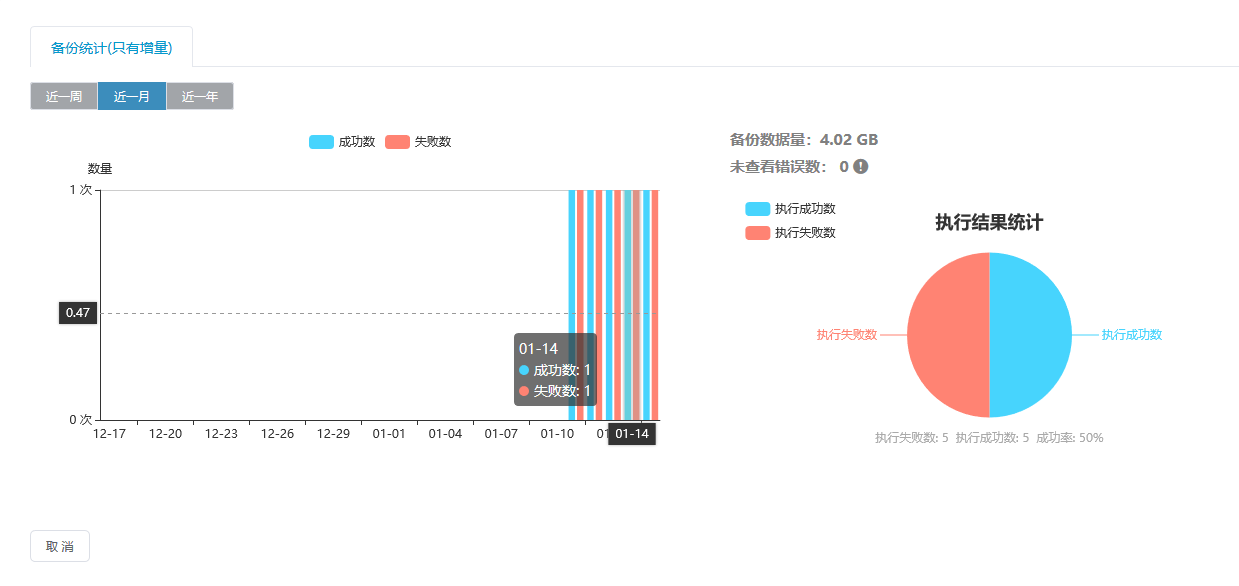 备份统计(只有增量)
近一周 近一月 近一年
成功数 失败数
数量
1 次
0.47
01-14
成功数: 1
失败数: 1
0 次
12-17 12-20 12-23 12-26 12-29 01-01 01-04 01-07 01-10 01-14
备份数据量: 4.02 GB
未查看错误数: 0
执行成功数
执行失败数
执行结果统计
执行失败数 执行成功数
执行失败数: 5 执行成功数: 5 成功率: 50%
取 消